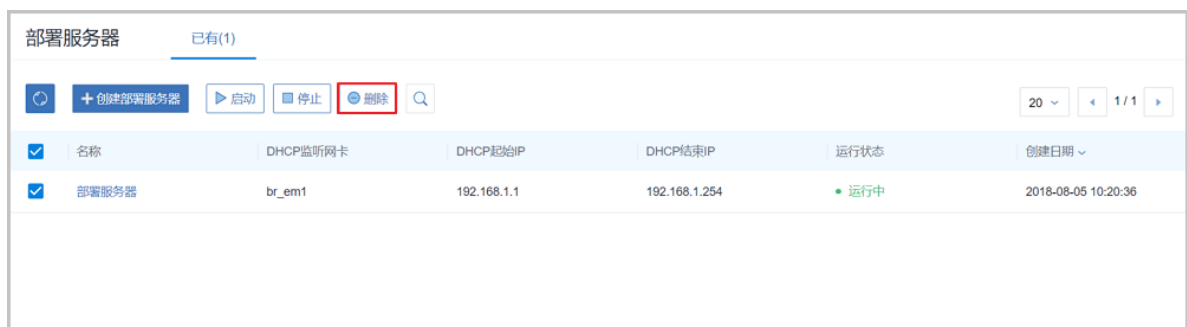 部署服务器 已有(1)
创建部署服务器 启动 停止 删除 20 1 / 1
名称 DHCP监听网卡 DHCP起始IP DHCP结束IP 运行状态 创建日期
部署服务器 br_em1 192.168.1.1 192.168.1.254 运行中 2018-08-05 10:20:36